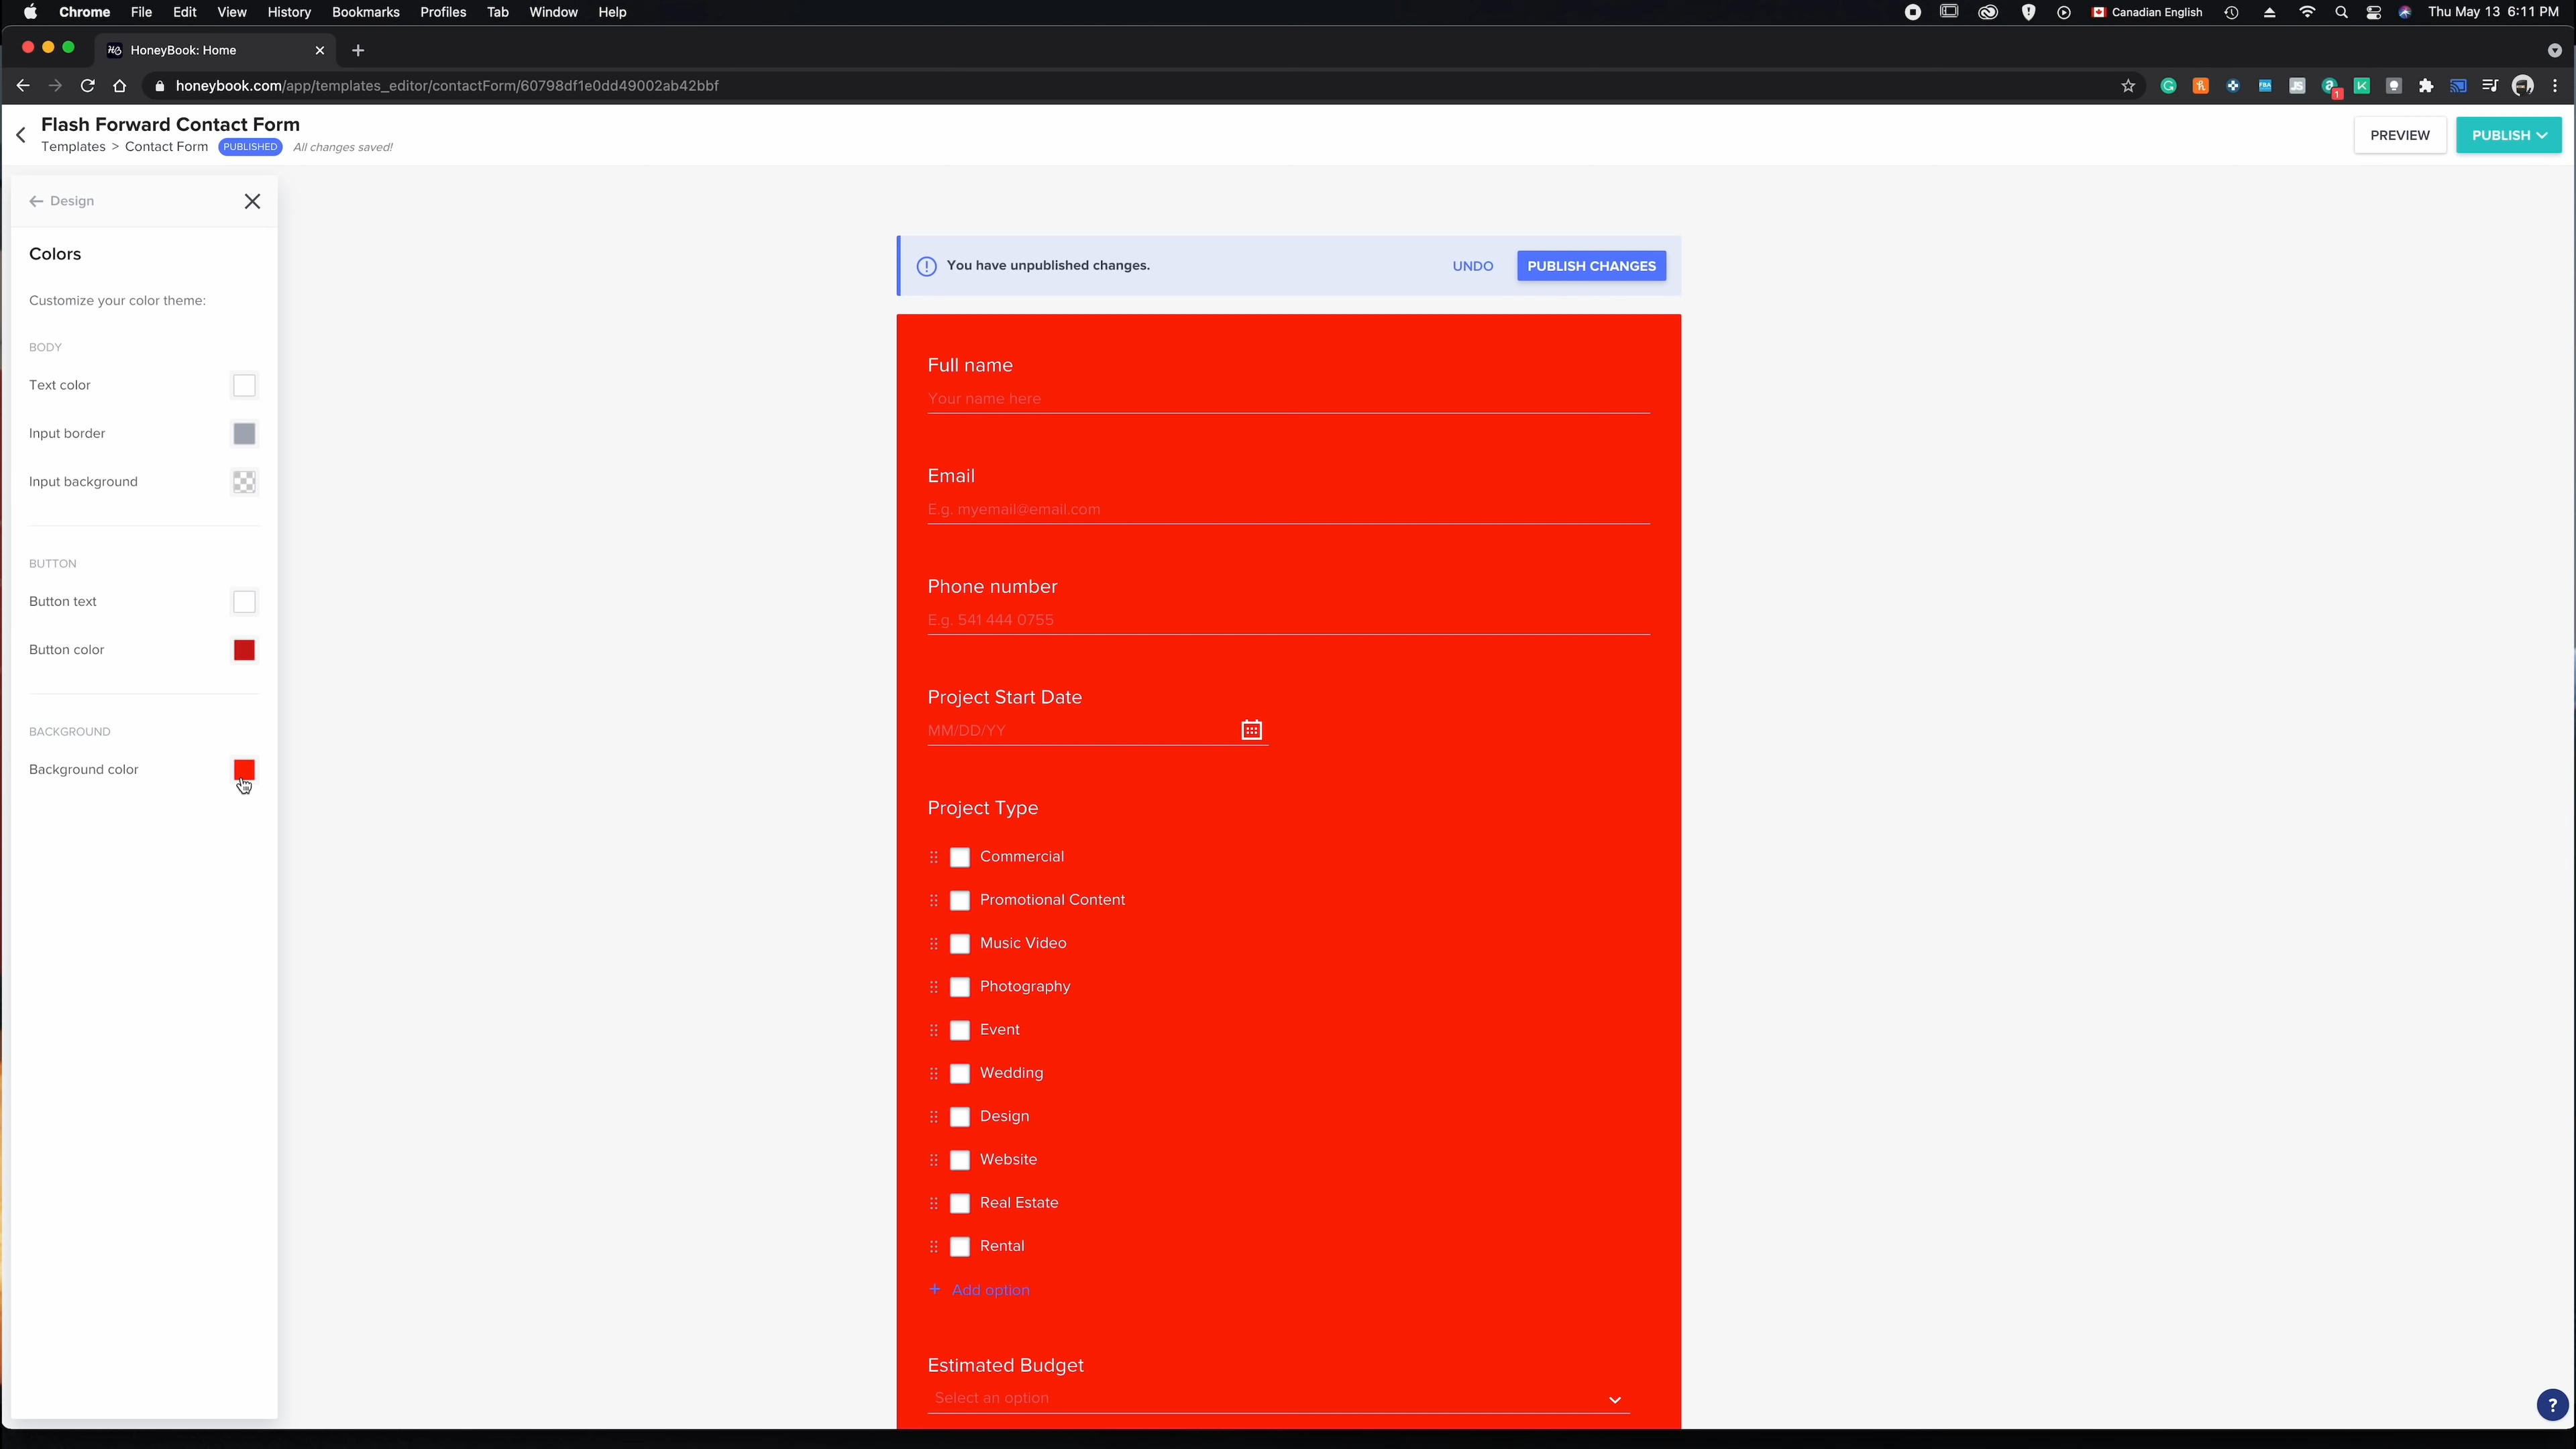 Chrome File Edit View History Bookmarks Profiles Tab Window Help Canadian English Thu May 13 6:11 PM
HoneyBook: Home
honeybook.com/app/templates_editor/contactForm/60798df1e0dd49002ab42bbf
Flash Forward Contact Form
Templates > Contact Form PUBLISHED All changes saved!
PREVIEW
PUBLISH
Design
Colors
Customize your color theme:
BODY
Text color
Input border
Input background
BUTTON
Button text
Button color
BACKGROUND
Background color
You have unpublished changes. UNDO PUBLISH CHANGES
Full name
Your name here
Email
E.g. myemail@email.com
Phone number
E.g. 541 444 0755
Project Start Date
MM/DD/YY
Project Type
Commercial
Promotional Content
Music Video
Photography
Event
Wedding
Design
Website
Real Estate
Rental
+ Add option
Estimated Budget
Select an option
?